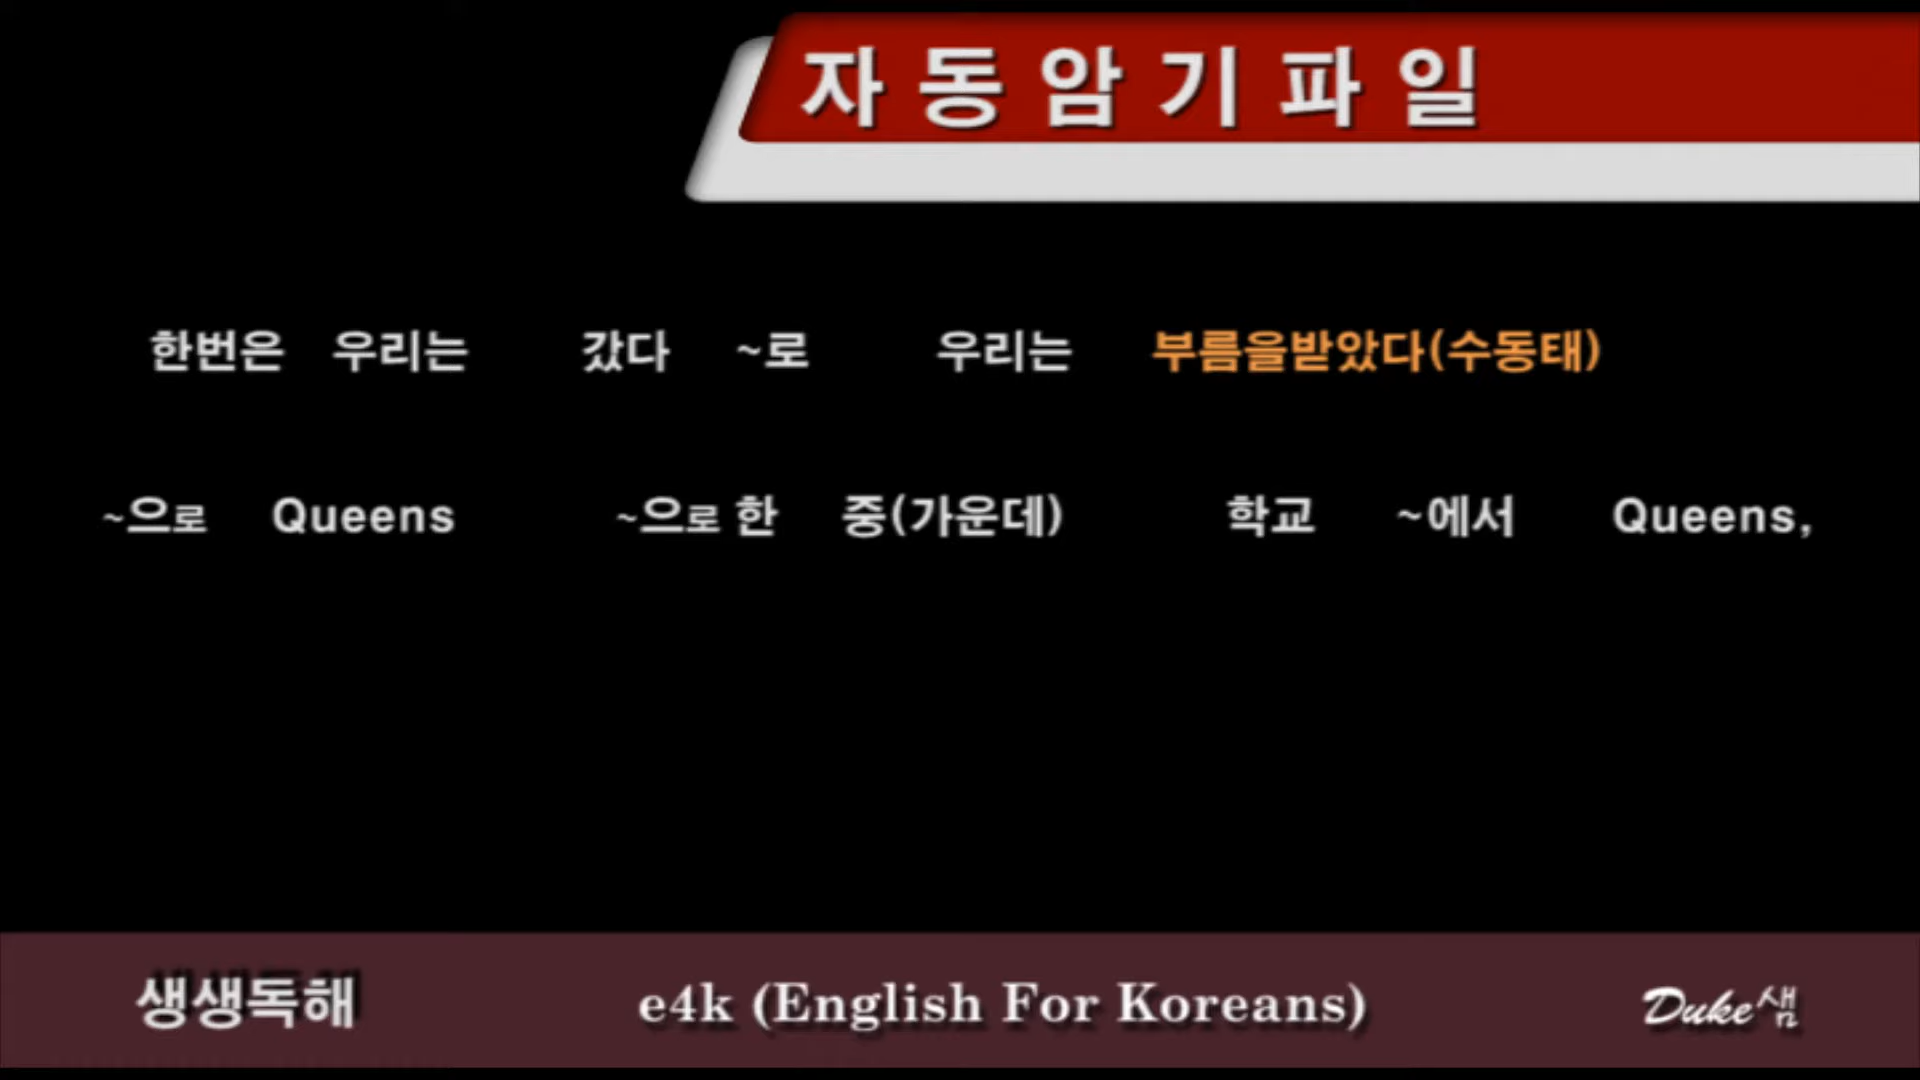 자동암기파일
한번은 우리는 갔다 ~로 우리는 부름을받았다(수동태)
~으로 Queens ~으로 한 중(가운데) 학교 ~에서 Queens,
생생독해 e4k (English For Koreans) Duke샘